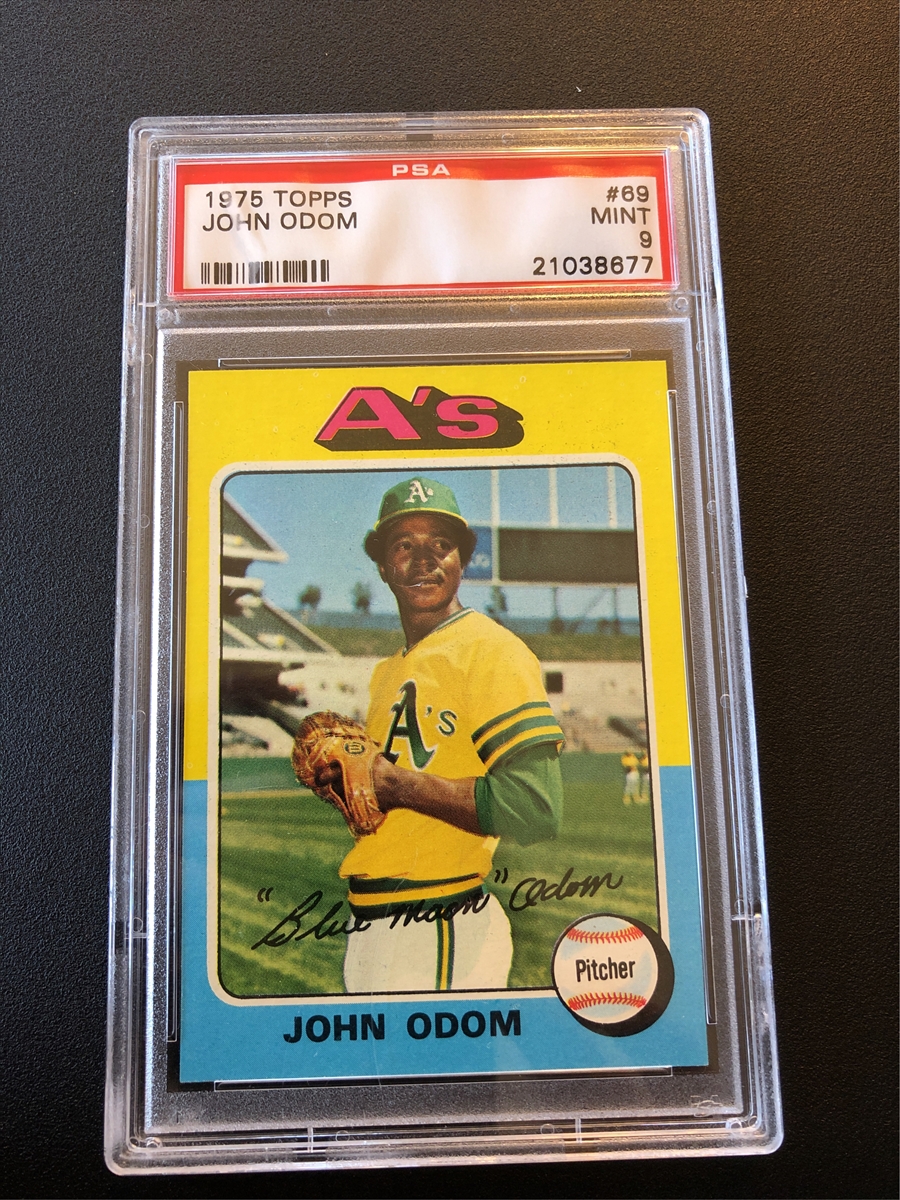 PSA
1975 TOPPS #69
JOHN ODOM MINT
9
21038677
A's
A's
A's
"Blue Moon" Odom
Pitcher
JOHN ODOM